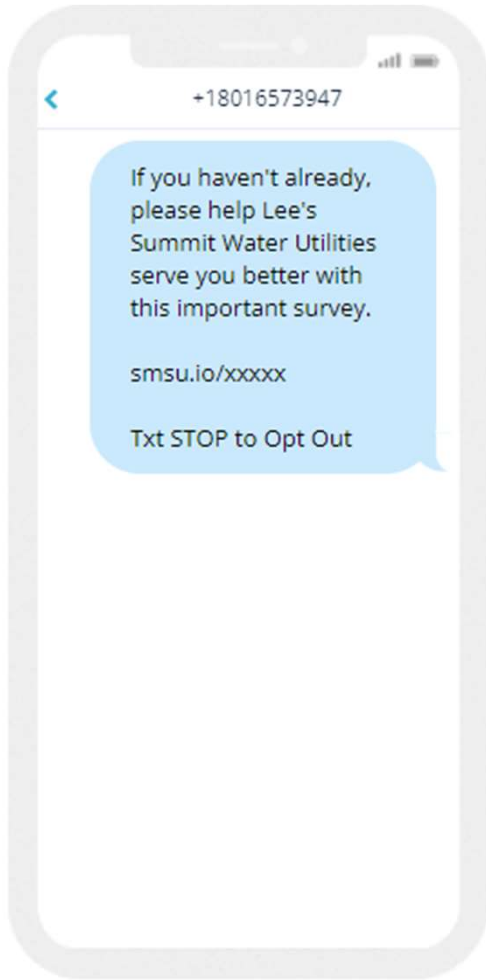 +18016573947
If you haven't already,
please help Lee's
Summit Water Utilities
serve you better with
this important survey.
smsu.io/xxxxx
Txt STOP to Opt Out